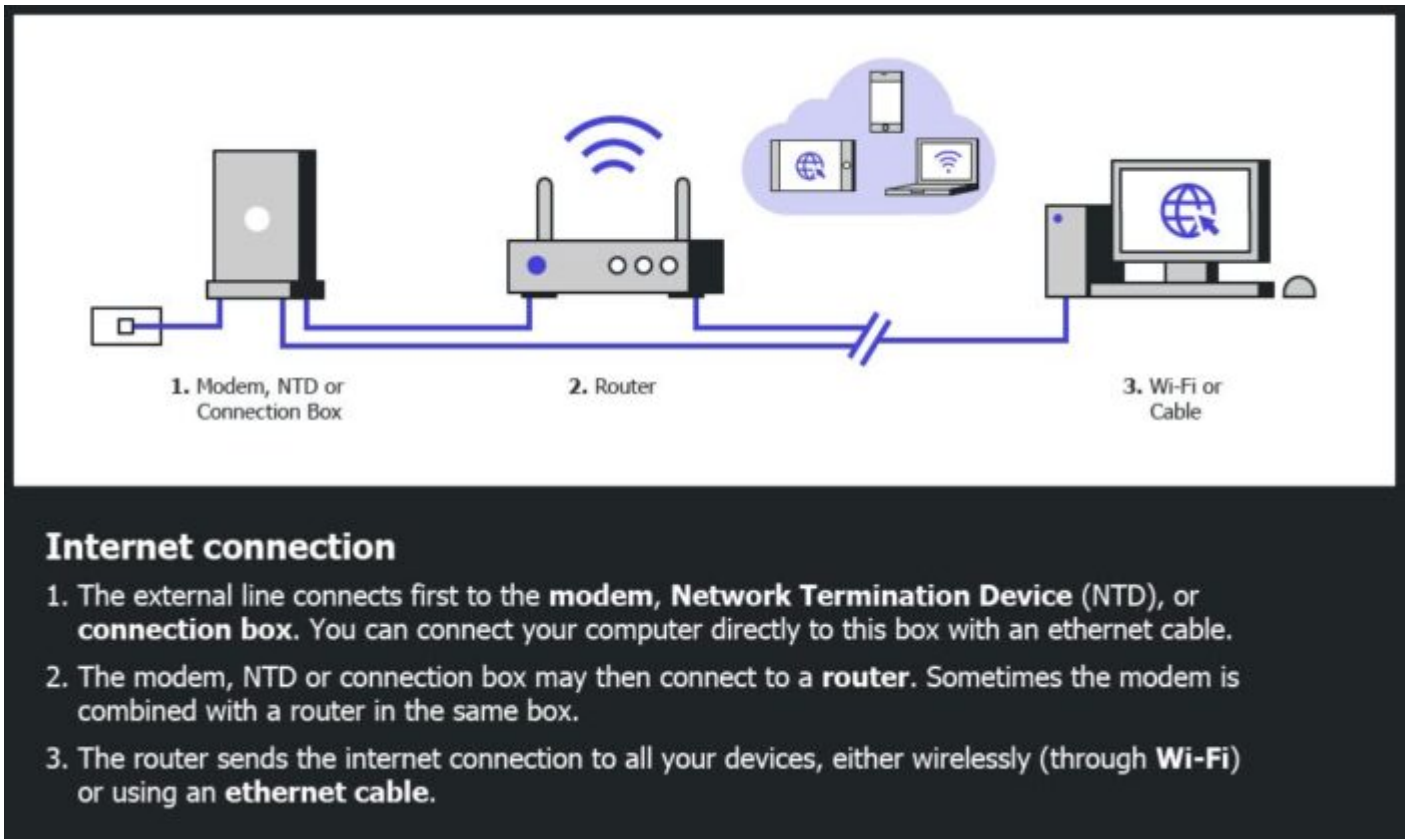 1. Modem, NTD or
Connection Box
2. Router
3. Wi-Fi or
Cable
Internet connection
1. The external line connects first to the modem, Network Termination Device (NTD), or
connection box. You can connect your computer directly to this box with an ethernet cable.
2. The modem, NTD or connection box may then connect to a router. Sometimes the modem is
combined with a router in the same box.
3. The router sends the internet connection to all your devices, either wirelessly (through Wi-Fi)
or using an ethernet cable.